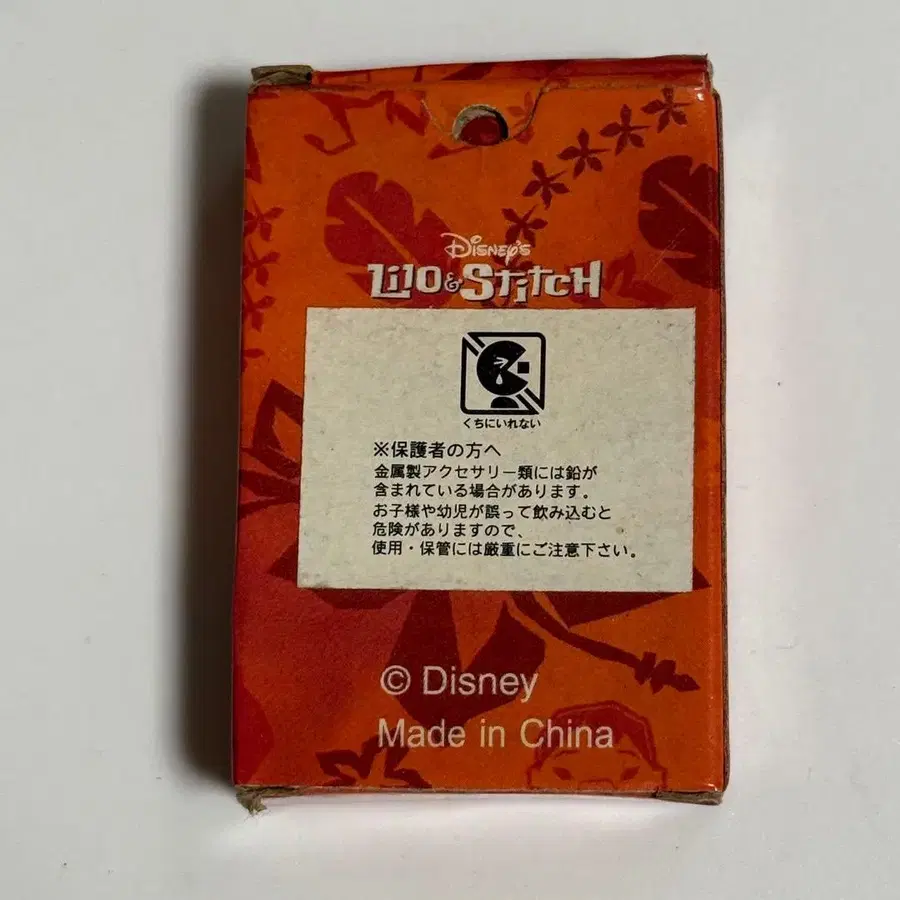 Disney's
Lilo & Stitch
くちにいれない
※保護者の方へ
金属製アクセサリー類には鉛が
含まれている場合があります。
お子様や幼児が誤って飲み込むと
危険がありますので、
使用・保管には厳重にご注意下さい。
© Disney
Made in China